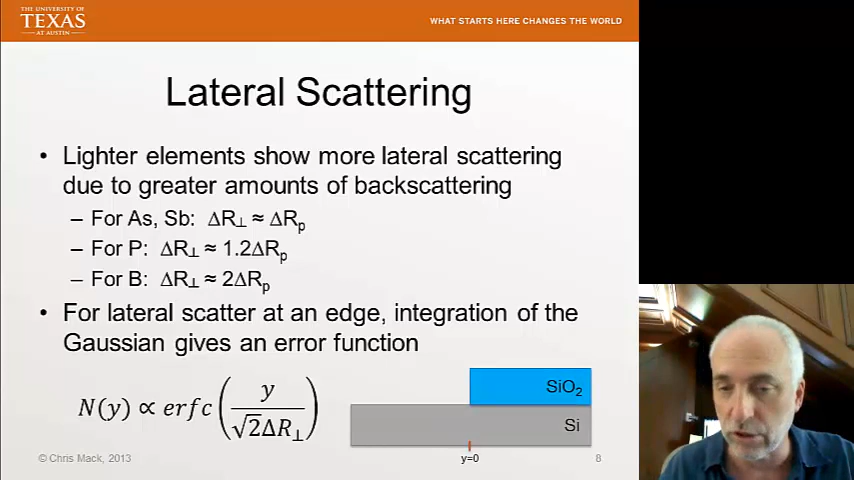 THE UNIVERSITY OF
TEXAS
AT AUSTIN
WHAT STARTS HERE CHANGES THE WORLD
Lateral Scattering
• Lighter elements show more lateral scattering
due to greater amounts of backscattering
– For As, Sb: ΔR⊥ ≈ ΔRp
– For P: ΔR⊥ ≈ 1.2ΔRp
– For B: ΔR⊥ ≈ 2ΔRp
• For lateral scatter at an edge, integration of the
Gaussian gives an error function
N(y) ∝ erfc(y / √2ΔR⊥)
SiO₂
Si
y=0
© Chris Mack, 2013
8